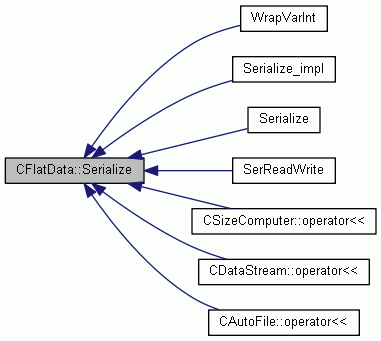 WrapVarInt
Serialize_impl
Serialize
CFlatData::Serialize
SerReadWrite
CSizeComputer::operator<<
CDataStream::operator<<
CAutoFile::operator<<